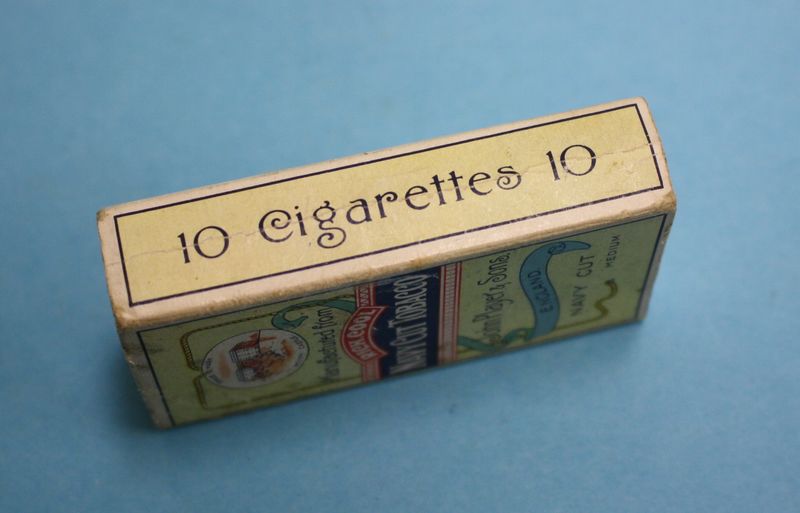 10 Cigarettes 10
Manufactured from
NAVY CUT TOBACCO
John Player & Sons,
ENGLAND
NAVY CUT
MEDIUM